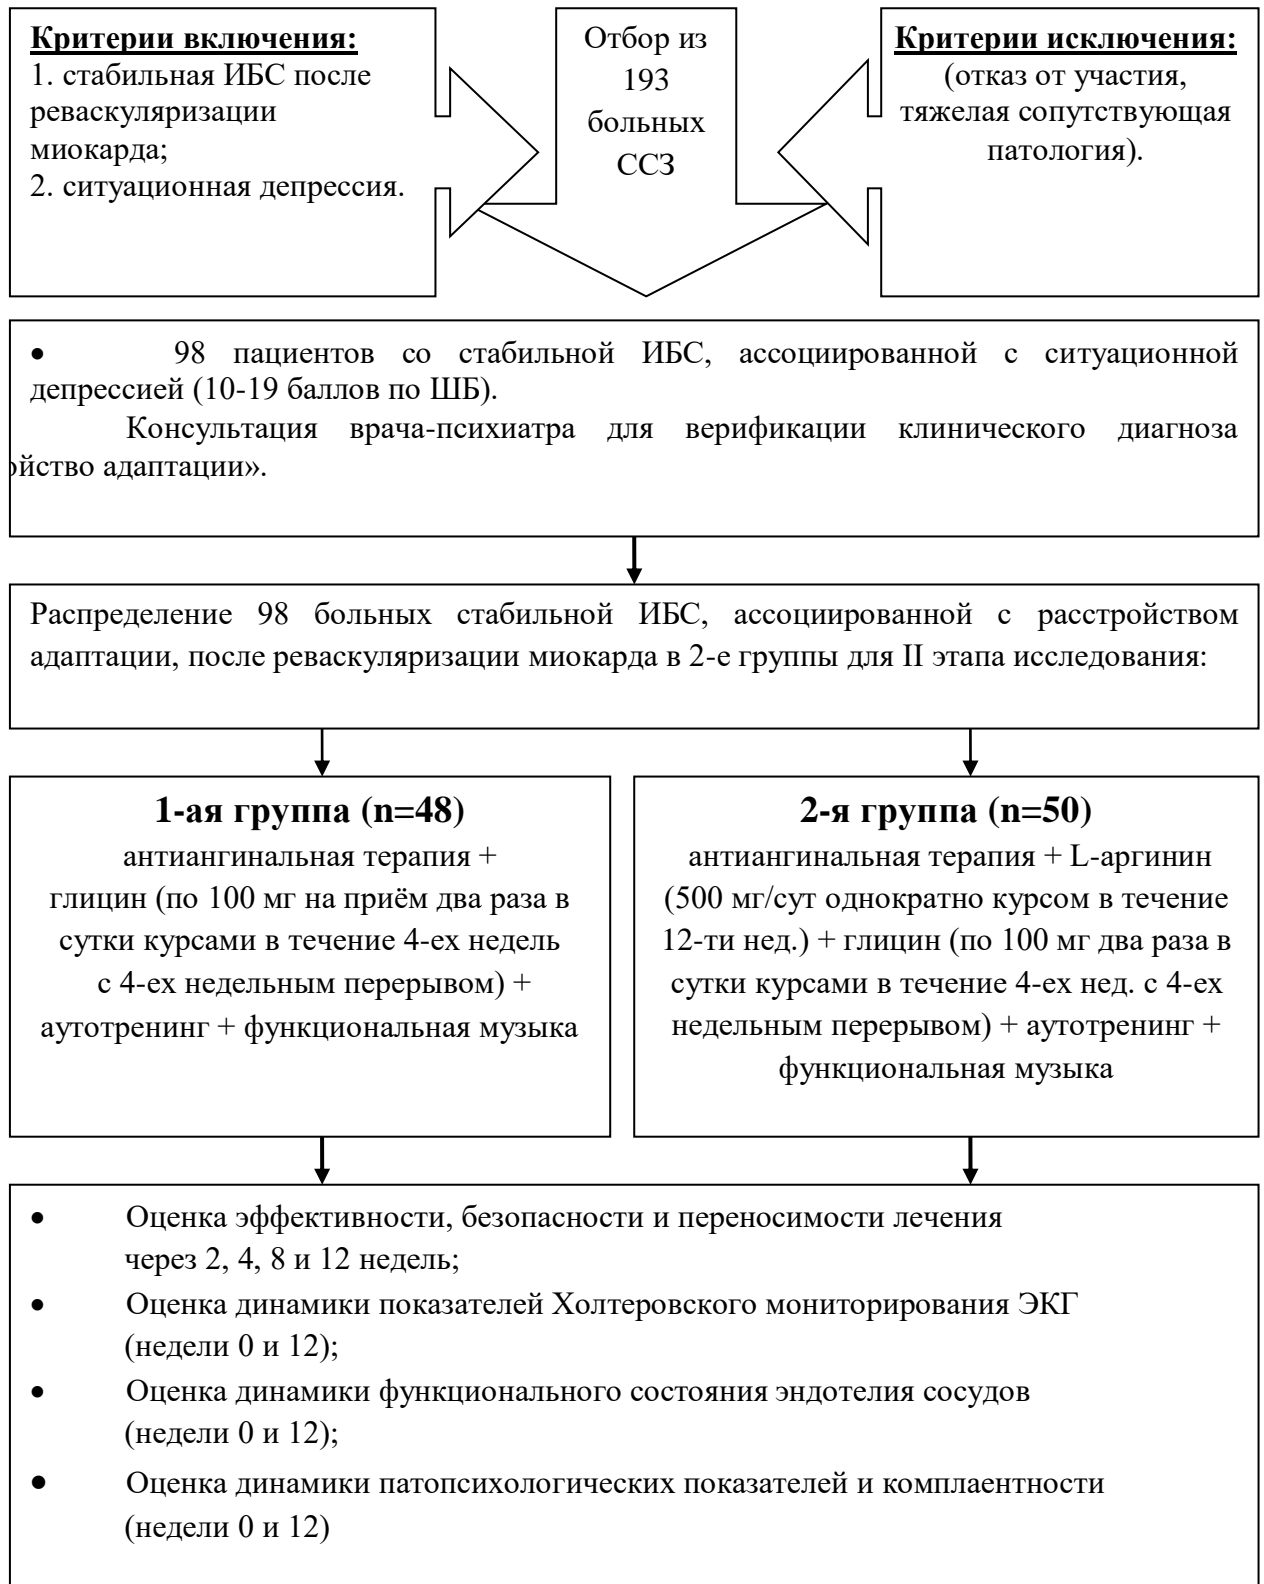 Критерии включения:
1. стабильная ИБС после
реваскуляризации
миокарда;
2. ситуационная депрессия.
Отбор из
193
больных
ССЗ
Критерии исключения:
(отказ от участия,
тяжелая сопутствующая
патология).
• 98 пациентов со стабильной ИБС, ассоциированной с ситуационной
депрессией (10-19 баллов по ШБ).
Консультация врача-психиатра для верификации клинического диагноза
ойство адаптации».
Распределение 98 больных стабильной ИБС, ассоциированной с расстройством
адаптации, после реваскуляризации миокарда в 2-е группы для II этапа исследования:
1-ая группа (n=48)
антиангинальная терапия +
глицин (по 100 мг на приём два раза в
сутки курсами в течение 4-ех недель
с 4-ех недельным перерывом) +
аутотренинг + функциональная музыка
2-я группа (n=50)
антиангинальная терапия + L-аргинин
(500 мг/сут однократно курсом в течение
12-ти нед.) + глицин (по 100 мг два раза в
сутки курсами в течение 4-ех нед. с 4-ех
недельным перерывом) + аутотренинг +
функциональная музыка
• Оценка эффективности, безопасности и переносимости лечения
через 2, 4, 8 и 12 недель;
• Оценка динамики показателей Холтеровского мониторирования ЭКГ
(недели 0 и 12);
• Оценка динамики функционального состояния эндотелия сосудов
(недели 0 и 12);
• Оценка динамики патопсихологических показателей и комплаентности
(недели 0 и 12)